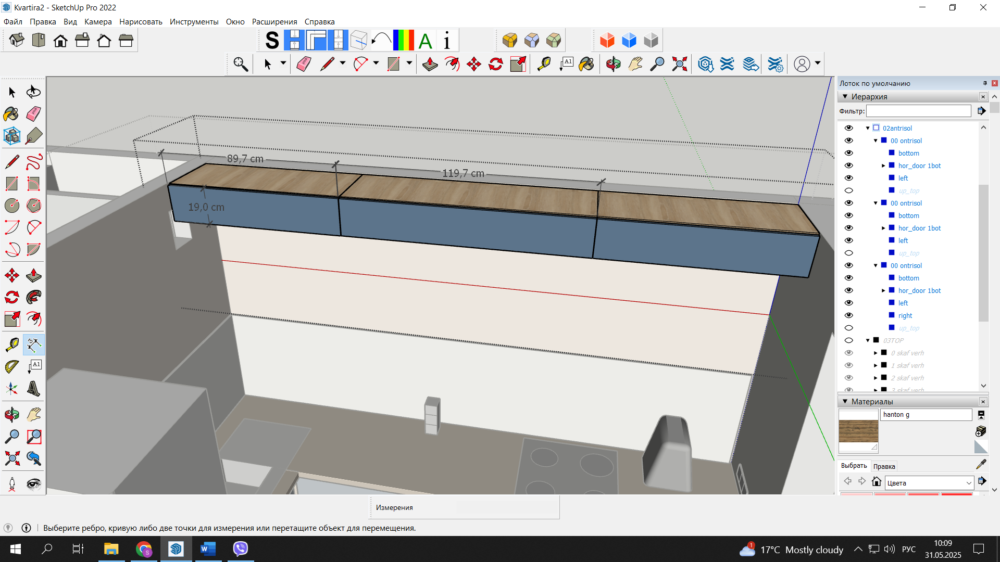 Kvartira2 - SketchUp Pro 2022
Файл Правка Вид Камера Нарисовать Инструменты Окно Расширения Справка
S A i
A1
Лоток по умолчанию
Иерархия
Фильтр:
02antrisol
00 ontrisol
bottom
hor_door 1bot
left
up_top
00 ontrisol
bottom
hor_door 1bot
left
up_top
00 ontrisol
bottom
hor_door 1bot
left
right
up_top
03TOP
0 skaf verh
1 skaf verh
2 skaf verh
3 skaf verh
Материалы
hanton g
Выбрать Правка
Цвета
A1
89,7 cm
119,7 cm
19,0 cm
Измерения
Выберите ребро, кривую либо две точки для измерения или перетащите объект для перемещения.
1
17°C Mostly cloudy
РУС
10:09
31.05.2025